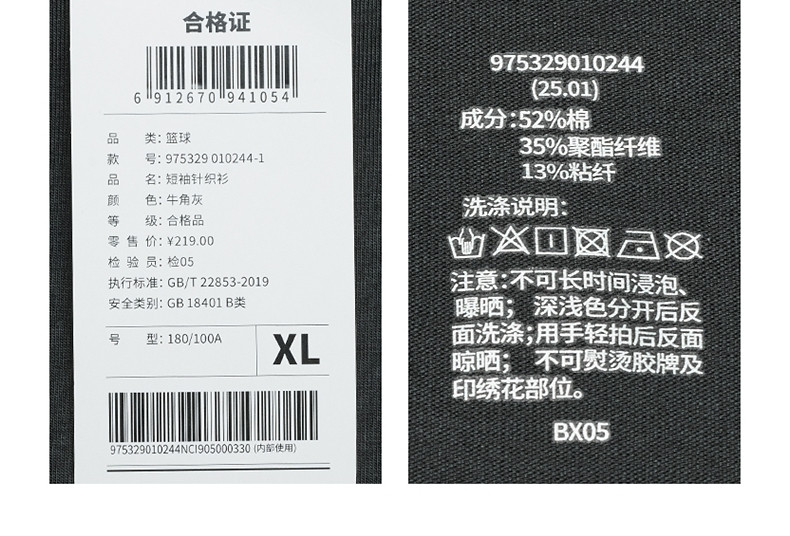 合格证
6 912670 941054
品 类: 篮球
款 号: 975329 010244-1
品 名: 短袖针织衫
颜 色: 牛角灰
等 级: 合格品
零 售 价: ¥219.00
检 验 员: 检05
执行标准: GB/T 22853-2019
安全类别: GB 18401 B类
号 型: 180/100A
XL
975329010244NCI905000330 (内部使用)
975329010244
(25.01)
成分:52%棉
35%聚酯纤维
13%粘纤
洗涤说明:
注意:不可长时间浸泡、
曝晒; 深浅色分开后反
面洗涤;用手轻拍后反面
晾晒; 不可熨烫胶牌及
印绣花部位。
BX05